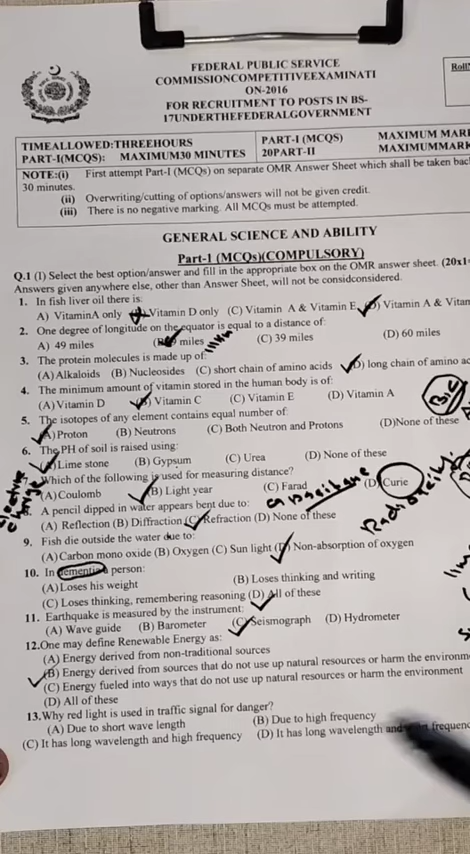 FEDERAL PUBLIC SERVICE
COMMISSIONCOMPETITIVEEXAMINATI
ON-2016
FOR RECRUITMENT TO POSTS IN BS-
17UNDERTHEFEDERALGOVERNMENT
TIMEALLOWED:THREEHOURS PART-I (MCQS) MAXIMUM
PART-I(MCQS): MAXIMUM30 MINUTES 20PART-II
NOTE:(i) First attempt Part-I (MCQs) on separate OMR Answer Sheet which shall be taken
30 minutes.
(ii) Overwriting/cutting of options/answers will not be given credit.
(iii) There is no negative marking. All MCQs must be attempted.
GENERAL SCIENCE AND ABILITY
Part-1 (MCQs)(COMPULSORY)
Q.1 (I) Select the best option/answer and fill in the appropriate box on the OMR answer sheet.
Answers given anywhere else, other than Answer Sheet, will not be considconsidered.
1. In fish liver oil there is:
A) VitaminA only Vitamin D only (C) Vitamin A & Vitamin E Vitamin A &
2. One degree of longitude on the equator is equal to a distance of:
A) 49 miles miles (C) 39 miles (D) 60 miles
3. The protein molecules is made up of:
(A) Alkaloids (B) Nucleosides (C) short chain of amino acids D) long chain of amino
4. The minimum amount of vitamin stored in the human body is of: B,C
(A) Vitamin D Vitamin C (C) Vitamin E (D) Vitamin A
5. The isotopes of any element contains equal number of:
Proton (B) Neutrons (C) Both Neutron and Protons (D)None of these
6. The PH of soil is raised using:
Lime stone (B) Gypsum (C) Urea (D) None of these
Which of the following is used for measuring distance?
(A) Coulomb (B) Light year (C) Farad (D) Curie
A pencil dipped in water appears bent due to:
(A) Reflection (B) Diffraction (C) Refraction (D) None of these
9. Fish die outside the water due to:
(A) Carbon mono oxide (B) Oxygen (C) Sun light Non-absorption of oxygen
10. In dementia person:
(A) Loses his weight (B) Loses thinking and writing
(C) Loses thinking, remembering reasoning (D) All of these
11. Earthquake is measured by the instrument:
(A) Wave guide (B) Barometer (C) Seismograph (D) Hydrometer
12.One may define Renewable Energy as:
(A) Energy derived from non-traditional sources
(B) Energy derived from sources that do not use up natural resources or harm the
(C) Energy fueled into ways that do not use up natural resources or harm the environment
(D) All of these
13.Why red light is used in traffic signal for danger?
(A) Due to short wave length (B) Due to high frequency
(C) It has long wavelength and high frequency (D) It has long wavelength and